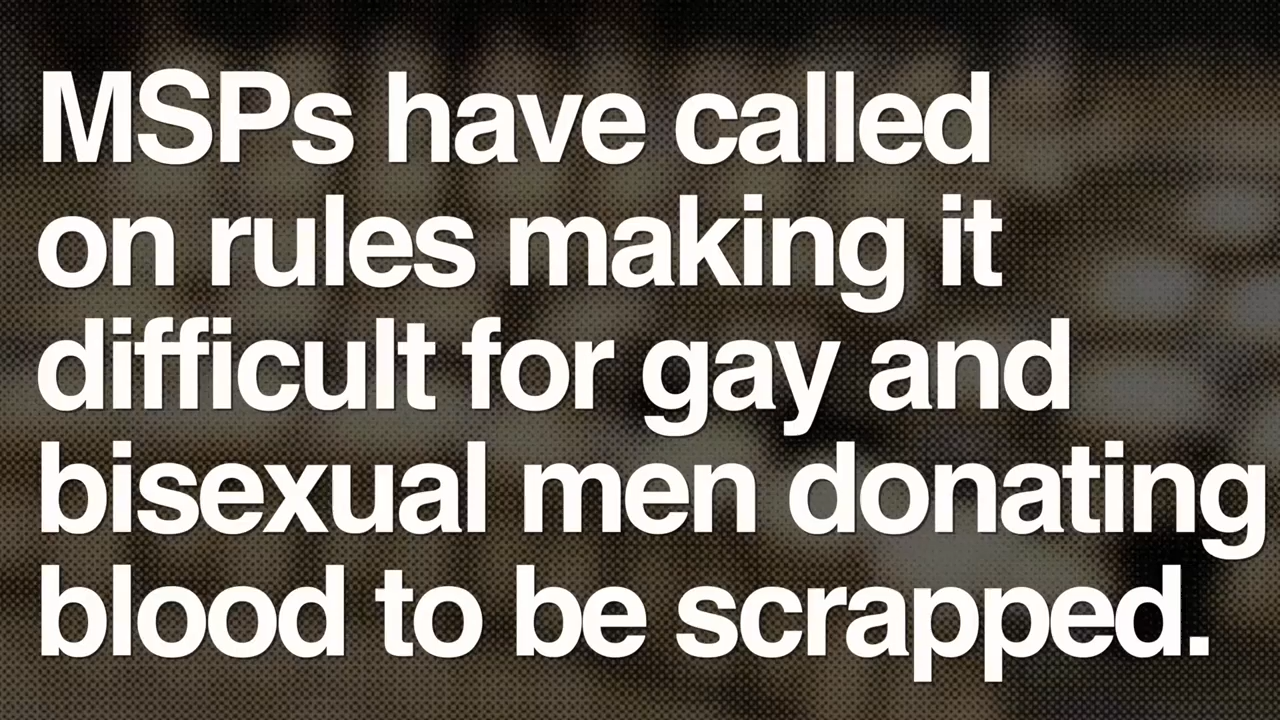 MSPs have called
on rules making it
difficult for gay and
bisexual men donating
blood to be scrapped.